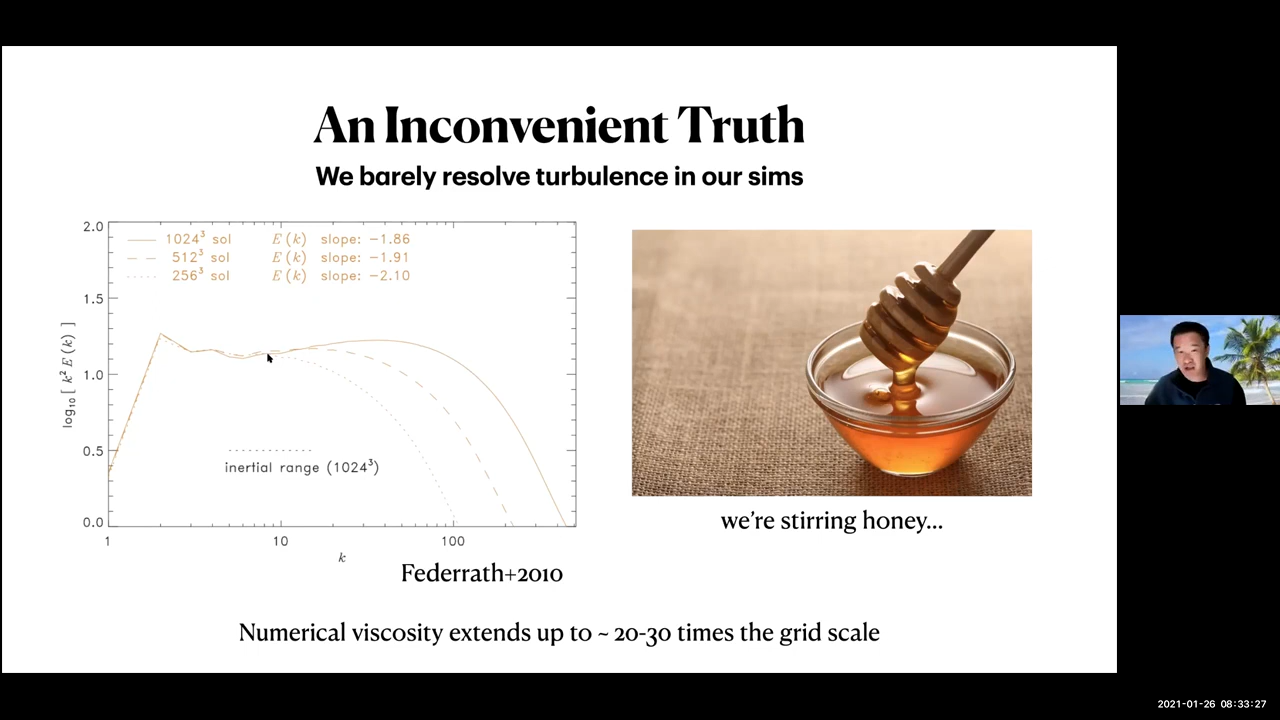 An Inconvenient Truth
We barely resolve turbulence in our sims
2.0
1.5
1.0
0.5
0.0
log₁₀ [ k² E (k) ]
1024³ sol E (k) slope: −1.86
512³ sol E (k) slope: −1.91
256³ sol E (k) slope: −2.10
inertial range (1024³)
1 10 100
k
Federrath+2010
we're stirring honey...
Numerical viscosity extends up to ~ 20-30 times the grid scale
2021-01-26 08:33:27